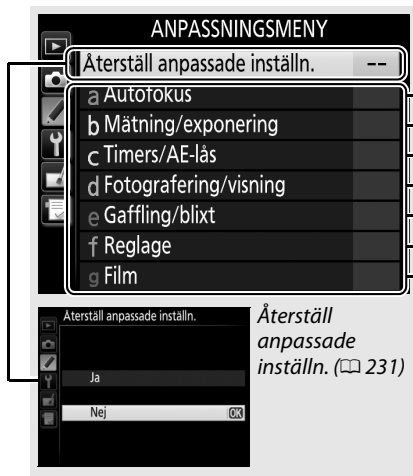 ANPASSNINGSMENY
Återställ anpassade inställn. --
a Autofokus
b Mätning/exponering
c Timers/AE-lås
d Fotografering/visning
e Gaffling/blixt
f Reglage
g Film
Återställ anpassade inställn.
Ja
Nej OK
Återställ
anpassade
inställn. (🕮 231)